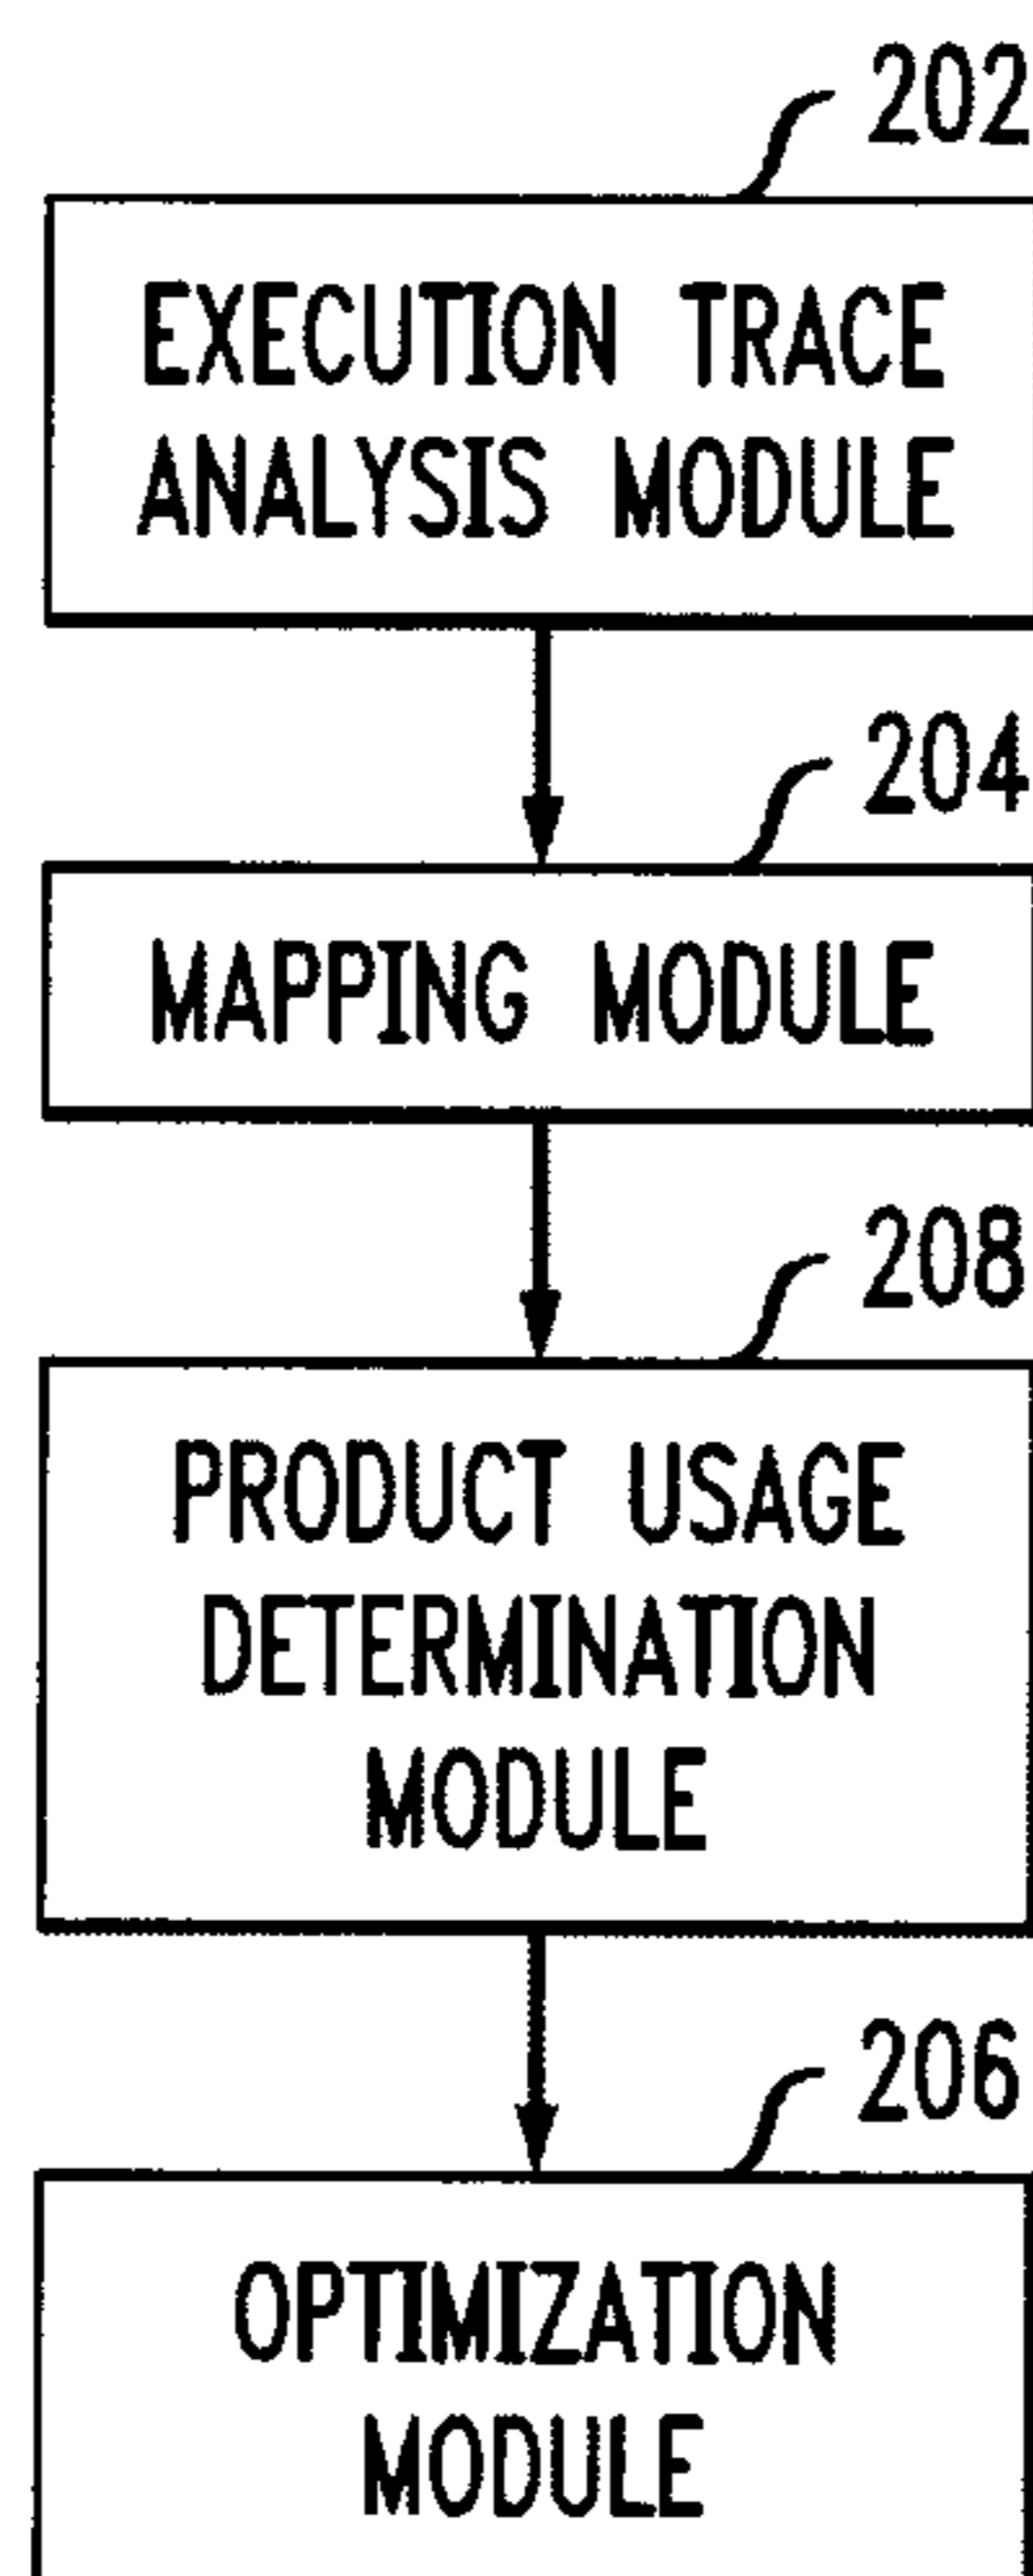 202
EXECUTION TRACE
ANALYSIS MODULE
204
MAPPING MODULE
208
PRODUCT USAGE
DETERMINATION
MODULE
206
OPTIMIZATION
MODULE